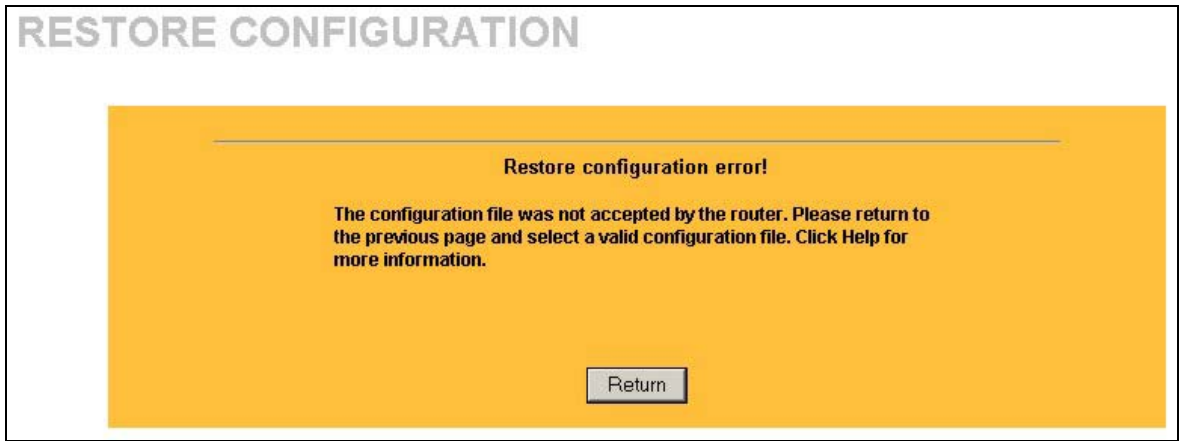 RESTORE CONFIGURATION
Restore configuration error!
The configuration file was not accepted by the router. Please return to
the previous page and select a valid configuration file. Click Help for
more information.
Return